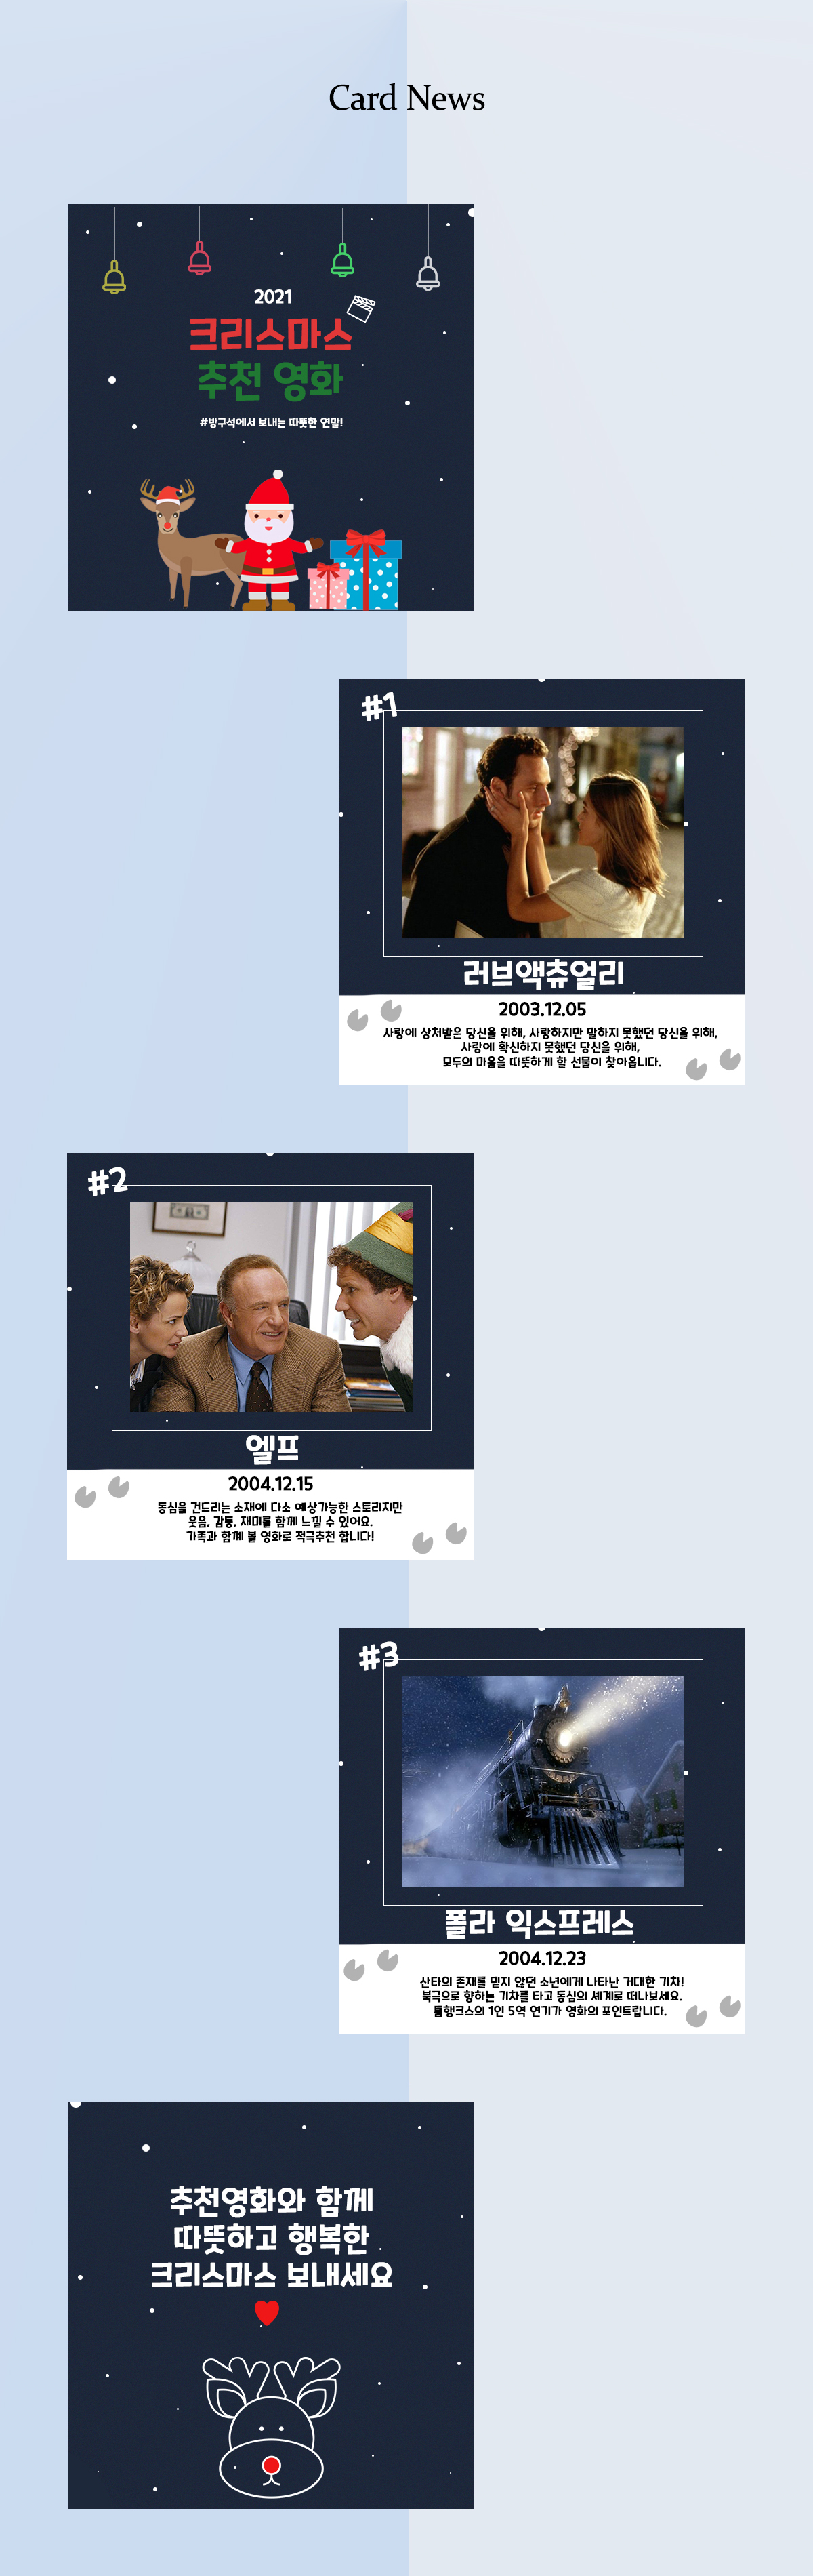 Card News
2021
크리스마스
추천 영화
#방구석에서 보내는 따뜻한 연말!
#1
러브액츄얼리
2003.12.05
사랑에 상처받은 당신을 위해, 사랑하지만 말하지 못했던 당신을 위해,
사랑에 확신하지 못했던 당신을 위해,
모두의 마음을 따뜻하게 할 선물이 찾아옵니다.
#2
엘프
2004.12.15
동심을 건드리는 소재에 다소 예상가능한 스토리지만
웃음, 감동, 재미를 함께 느낄 수 있어요.
가족과 함께 볼 영화로 적극추천 합니다!
#3
폴라 익스프레스
2004.12.23
산타의 존재를 믿지 않던 소년에게 나타난 거대한 기차!
북극으로 향하는 기차를 타고 동심의 세계로 떠나보세요.
톰행크스의 1인 5역 연기가 영화의 포인트랍니다.
추천영화와 함께
따뜻하고 행복한
크리스마스 보내세요